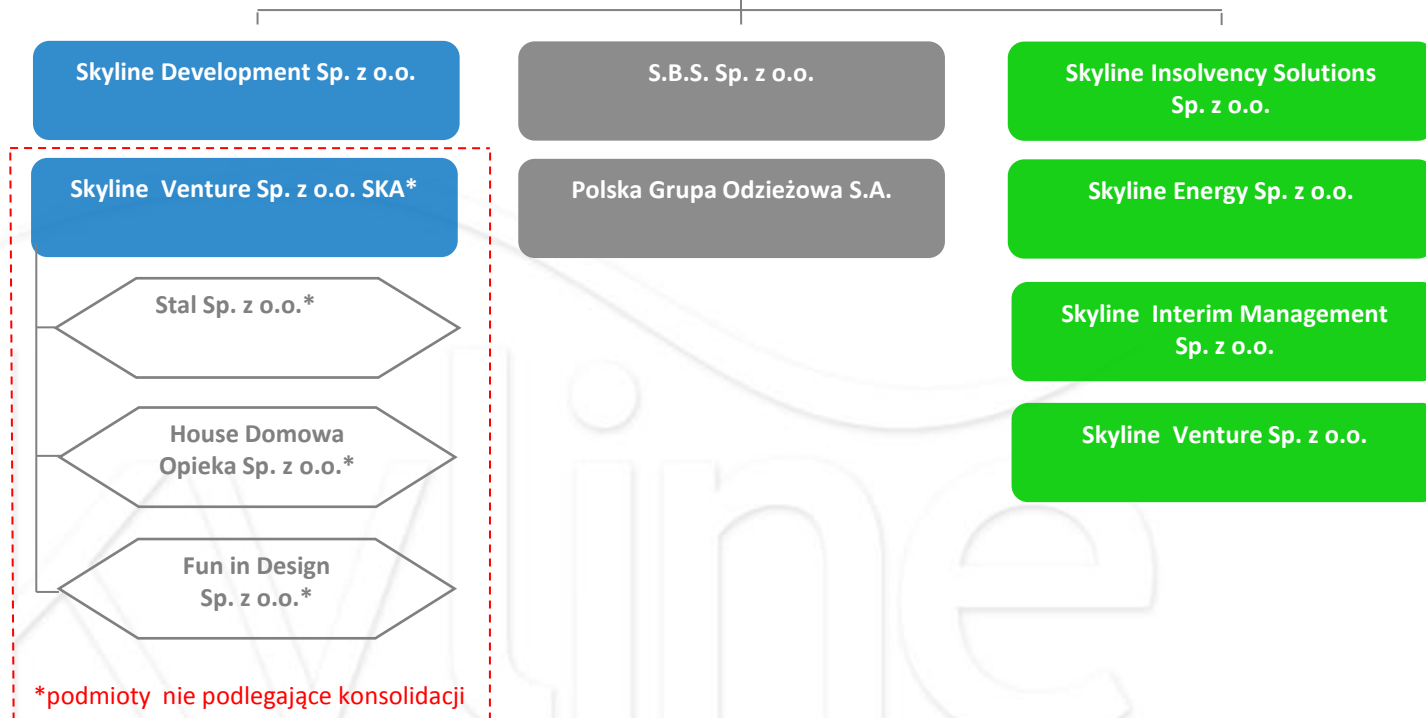 Skyline Development Sp. z o.o.
S.B.S. Sp. z o.o.
Skyline Insolvency Solutions
Sp. z o.o.
Skyline Venture Sp. z o.o. SKA*
Polska Grupa Odzieżowa S.A.
Skyline Energy Sp. z o.o.
Stal Sp. z o.o.*
Skyline Interim Management
Sp. z o.o.
House Domowa
Opieka Sp. z o.o.*
Skyline Venture Sp. z o.o.
Fun in Design
Sp. z o.o.*
*podmioty nie podlegające konsolidacji